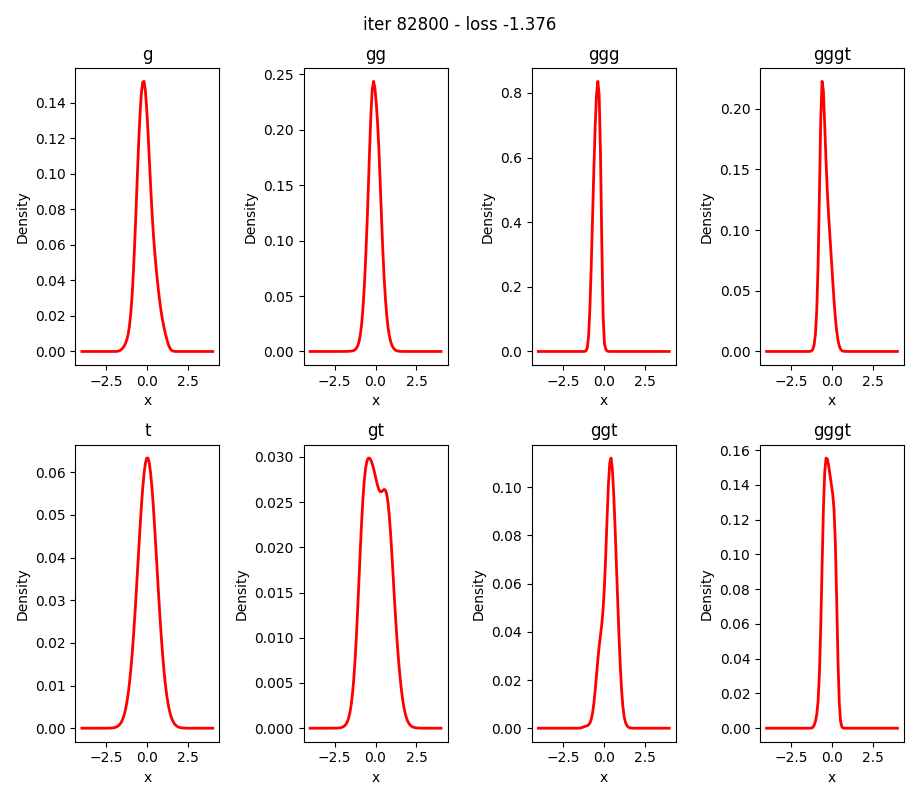 iter 82800 - loss -1.376
g
gg
ggg
gggt
0.14
0.12
0.10
0.08
0.06
0.04
0.02
0.00
Density
−2.5 0.0 2.5
x
0.25
0.20
0.15
0.10
0.05
0.00
Density
−2.5 0.0 2.5
x
0.8
0.6
0.4
0.2
0.0
Density
−2.5 0.0 2.5
x
0.20
0.15
0.10
0.05
0.00
Density
−2.5 0.0 2.5
x
t
gt
ggt
gggt
0.06
0.05
0.04
0.03
0.02
0.01
0.00
Density
−2.5 0.0 2.5
x
0.030
0.025
0.020
0.015
0.010
0.005
0.000
Density
−2.5 0.0 2.5
x
0.10
0.08
0.06
0.04
0.02
0.00
Density
−2.5 0.0 2.5
x
0.16
0.14
0.12
0.10
0.08
0.06
0.04
0.02
0.00
Density
−2.5 0.0 2.5
x